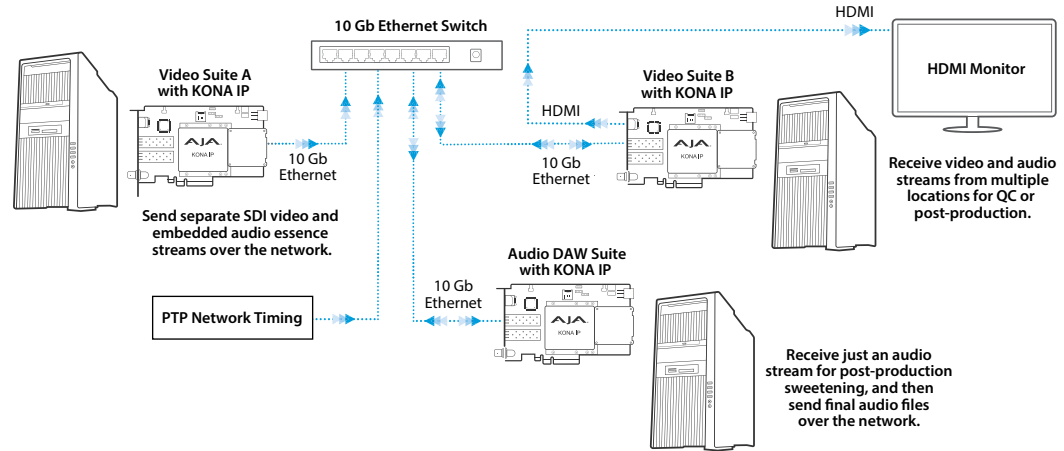 10 Gb Ethernet Switch
HDMI
HDMI Monitor
Video Suite A
with KONA IP
AJA
KONA IP
10 Gb
Ethernet
Send separate SDI video and
embedded audio essence
streams over the network.
Video Suite B
with KONA IP
HDMI
AJA
KONA IP
10 Gb
Ethernet
Receive video and audio
streams from multiple
locations for QC or
post-production.
PTP Network Timing
Audio DAW Suite
with KONA IP
10 Gb
Ethernet
AJA
KONA IP
Receive just an audio
stream for post-production
sweetening, and then
send final audio files
over the network.